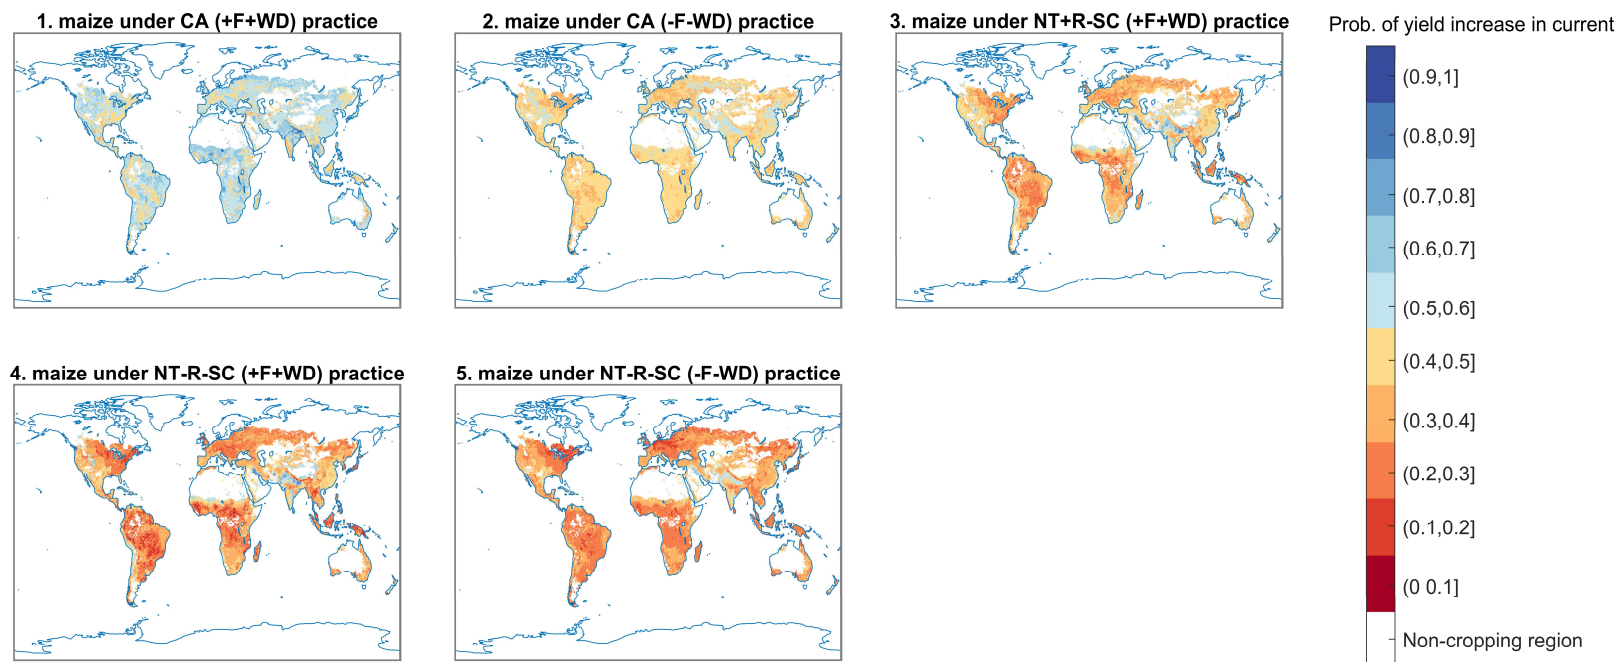 1. maize under CA (+F+WD) practice
2. maize under CA (-F-WD) practice
3. maize under NT+R-SC (+F+WD) practice
Prob. of yield increase in current
(0.9,1]
(0.8,0.9]
(0.7,0.8]
(0.6,0.7]
(0.5,0.6]
(0.4,0.5]
(0.3,0.4]
(0.2,0.3]
(0.1,0.2]
(0 0.1]
Non-cropping region
4. maize under NT-R-SC (+F+WD) practice
5. maize under NT-R-SC (-F-WD) practice